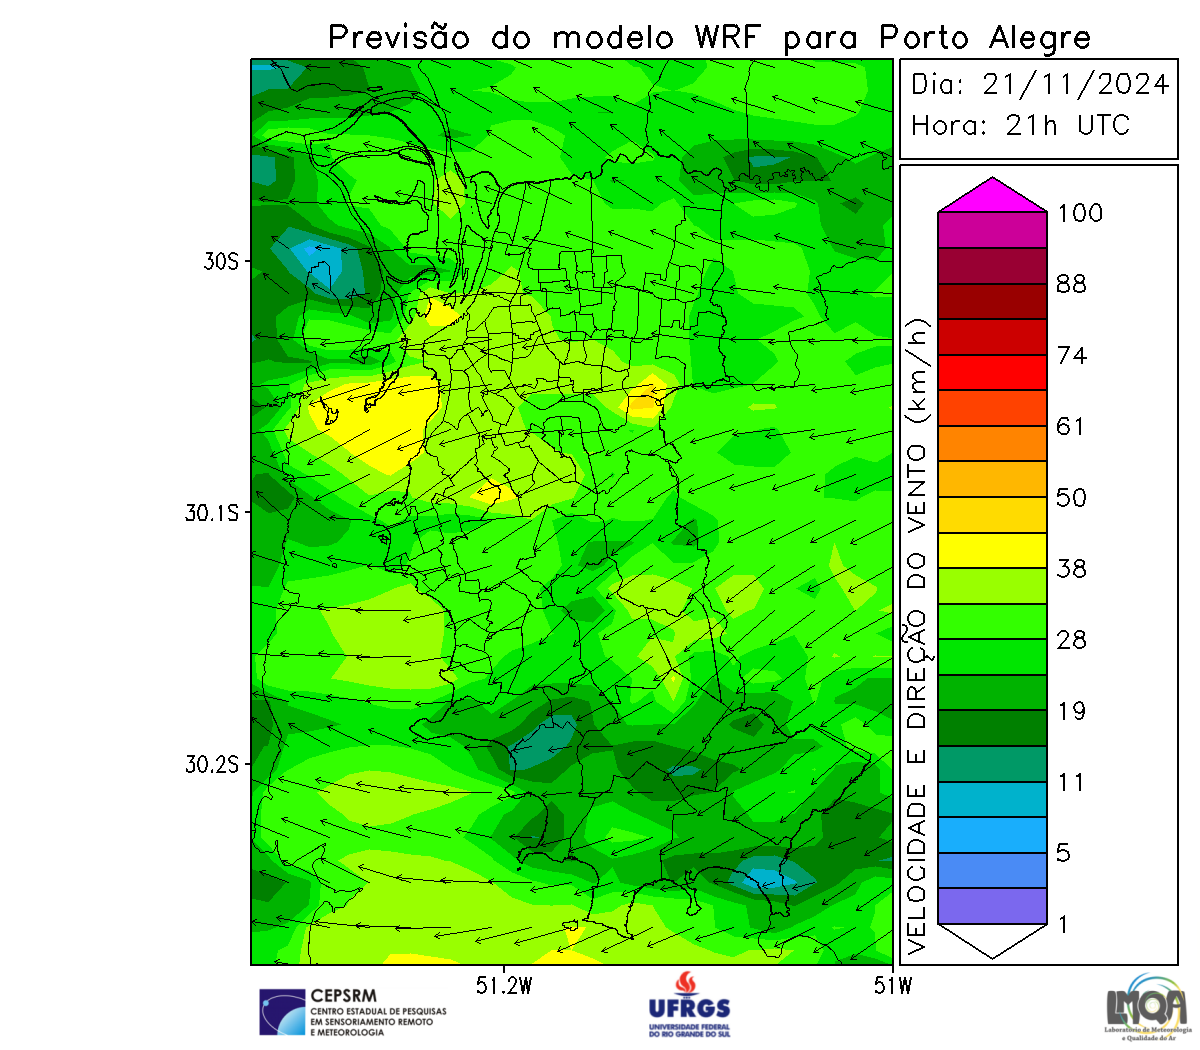 Previsão do modelo WRF para Porto Alegre
Dia: 21/11/2024
Hora: 21h UTC
30S
30.1S
30.2S
51.2W
51W
VELOCIDADE E DIREÇÃO DO VENTO (km/h)
100
88
74
61
50
38
28
19
11
5
1
CEPSRM
CENTRO ESTADUAL DE PESQUISAS
EM SENSORIAMENTO REMOTO
E METEOROLOGIA
UFRGS
UNIVERSIDADE FEDERAL
DO RIO GRANDE DO SUL
LMQA
Laboratório de Meteorologia
e Qualidade do Ar